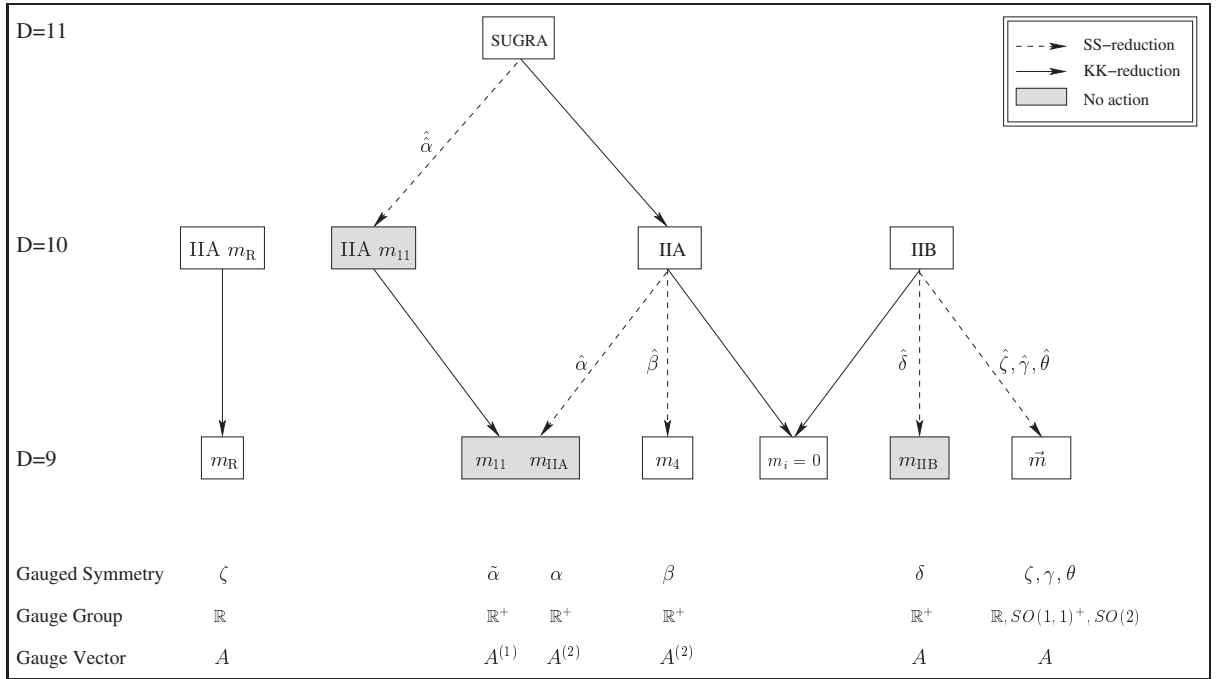 D=11
SUGRA
SS−reduction
KK−reduction
No action
α̂̂
D=10
IIA m_R
IIA m_11
IIA
IIB
α̂
β̂
δ̂
ζ̂, γ̂, θ̂
D=9
m_R
m_11 m_IIA
m_4
m_i = 0
m_IIB
m⃗
Gauged Symmetry ζ α̃ α β δ ζ, γ, θ
Gauge Group ℝ ℝ⁺ ℝ⁺ ℝ⁺ ℝ⁺ ℝ, SO(1,1)⁺, SO(2)
Gauge Vector A A⁽¹⁾ A⁽²⁾ A⁽²⁾ A A